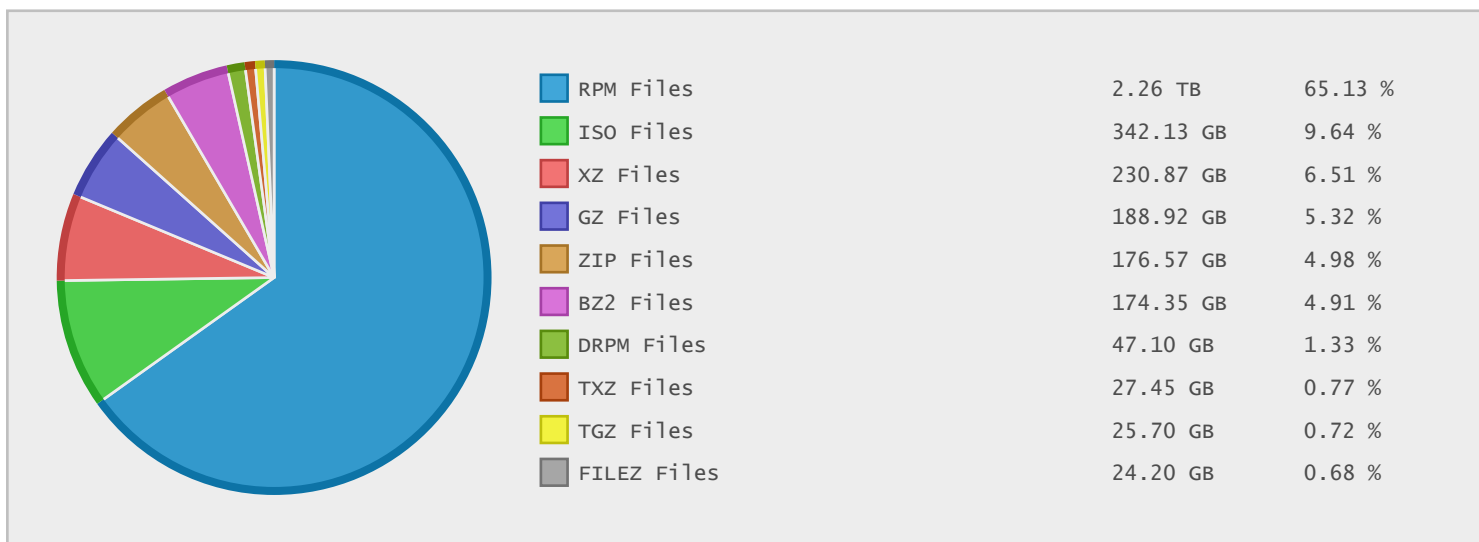 RPM Files 2.26 TB 65.13 %
ISO Files 342.13 GB 9.64 %
XZ Files 230.87 GB 6.51 %
GZ Files 188.92 GB 5.32 %
ZIP Files 176.57 GB 4.98 %
BZ2 Files 174.35 GB 4.91 %
DRPM Files 47.10 GB 1.33 %
TXZ Files 27.45 GB 0.77 %
TGZ Files 25.70 GB 0.72 %
FILEZ Files 24.20 GB 0.68 %